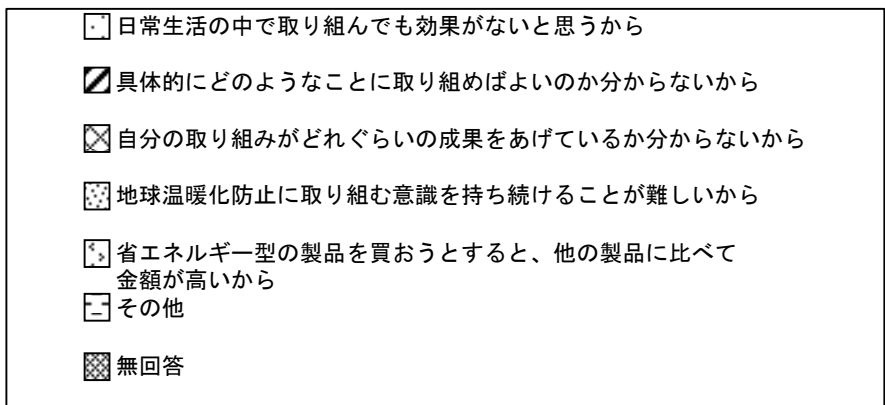 日常生活の中で取り組んでも効果がないと思うから
具体的にどのようなことに取り組めばよいのか分からないから
自分の取り組みがどれぐらいの成果をあげているか分からないから
地球温暖化防止に取り組む意識を持ち続けることが難しいから
省エネルギー型の製品を買おうとすると、他の製品に比べて
金額が高いから
その他
無回答